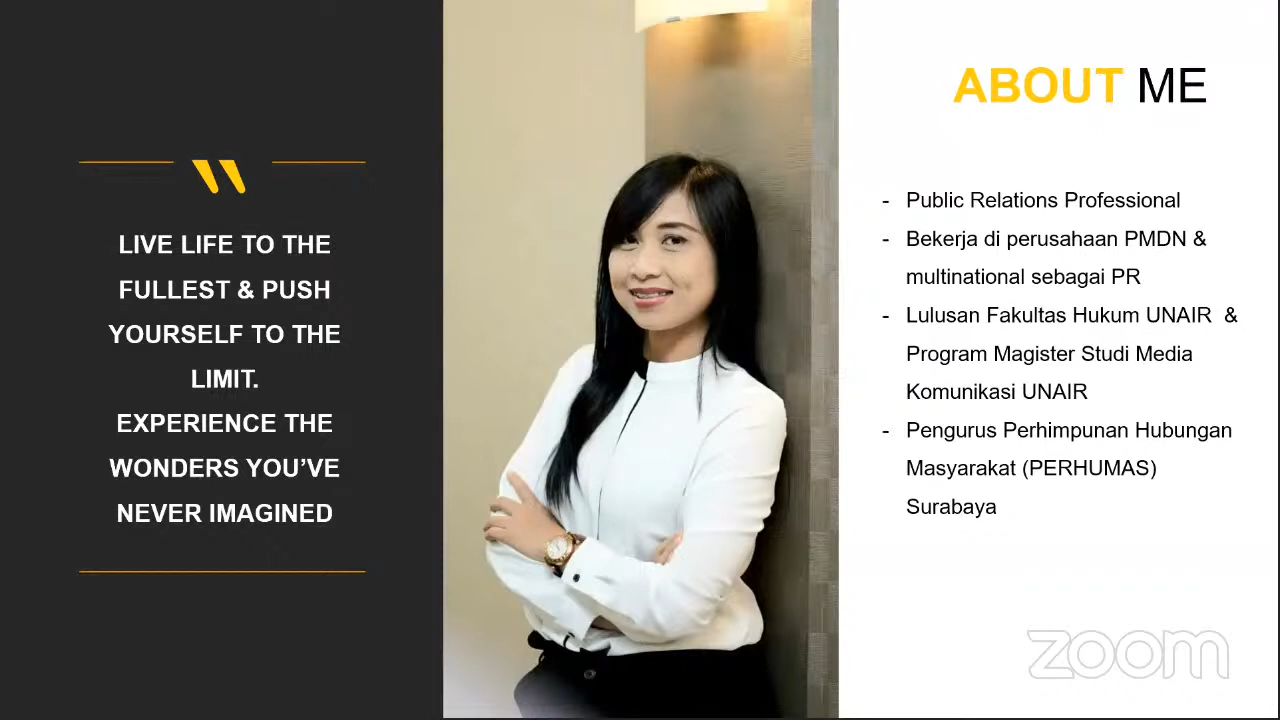 LIVE LIFE TO THE
FULLEST & PUSH
YOURSELF TO THE
LIMIT.
EXPERIENCE THE
WONDERS YOU’VE
NEVER IMAGINED
ABOUT ME
- Public Relations Professional
- Bekerja di perusahaan PMDN &
multinational sebagai PR
- Lulusan Fakultas Hukum UNAIR &
Program Magister Studi Media
Komunikasi UNAIR
- Pengurus Perhimpunan Hubungan
Masyarakat (PERHUMAS)
Surabaya
zoom